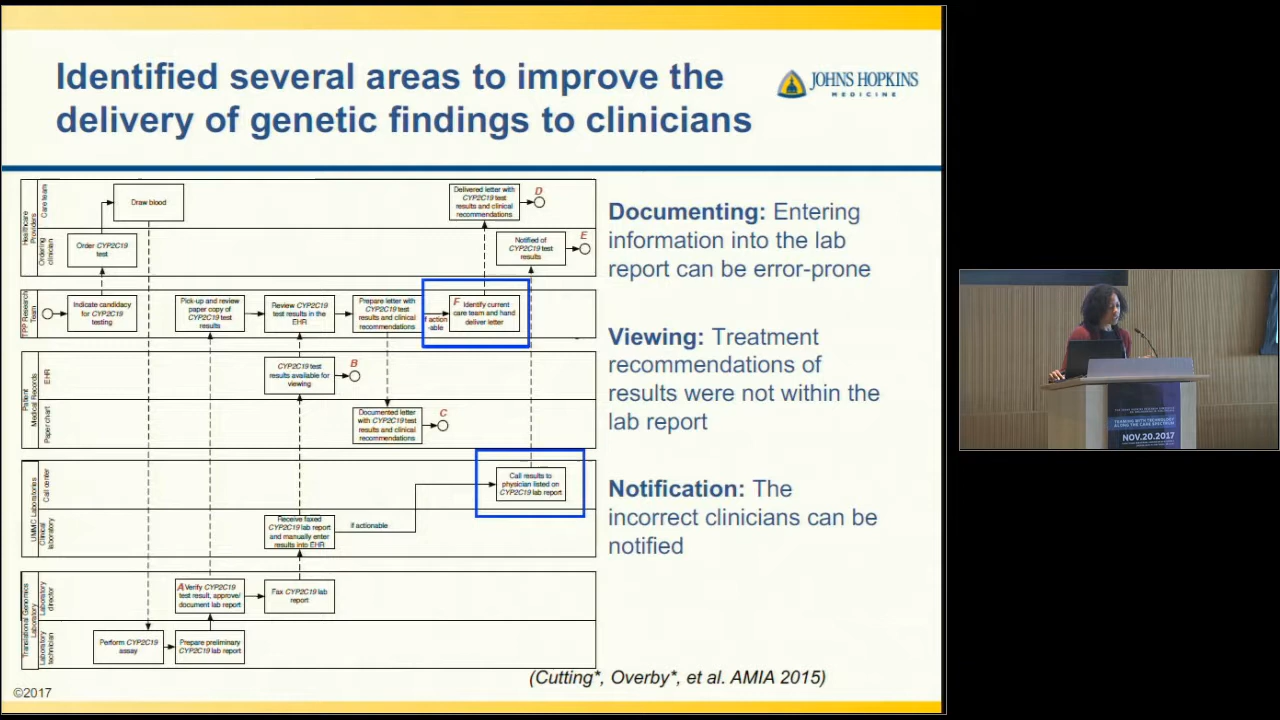 Identified several areas to improve the
delivery of genetic findings to clinicians
JOHNS HOPKINS
MEDICINE
Healthcare
Providers
Care team
Ordering
clinician
Draw blood
Order CYP2C19
test
Delivered letter with
CYP2C19 test
results and clinical
recommendations
D
Notified of
CYP2C19 test
results
E
TPP Research
Team
Indicate candidacy
for CYP2C19
testing
Pick-up and review
paper copy of
CYP2C19 test
results
Review CYP2C19
test results in the
EHR
Prepare letter with
CYP2C19 test
results and clinical
recommendations
if action
-able
F
Identify current
care team and hand
deliver letter
Patient
Medical Records
EHR
Paper chart
CYP2C19 test
results available for
viewing
B
Documented letter
with CYP2C19 test
results and clinical
recommendations
C
UMMC Laboratories
Call center
Clinical
laboratory
Call results to
physician listed on
CYP2C19 lab report
Receive faxed
CYP2C19 lab report
and manually enter
results into EHR
if actionable
Translational Genomics
Laboratory
Laboratory
director
Laboratory
technician
A
Verify CYP2C19
test result, approve/
document lab report
Fax CYP2C19 lab
report
Perform CYP2C19
assay
Prepare preliminary
CYP2C19 lab report
Documenting: Entering
information into the lab
report can be error-prone
Viewing: Treatment
recommendations of
results were not within the
lab report
Notification: The
incorrect clinicians can be
notified
(Cutting*, Overby*, et al. AMIA 2015)
©2017
NOV.20.2017